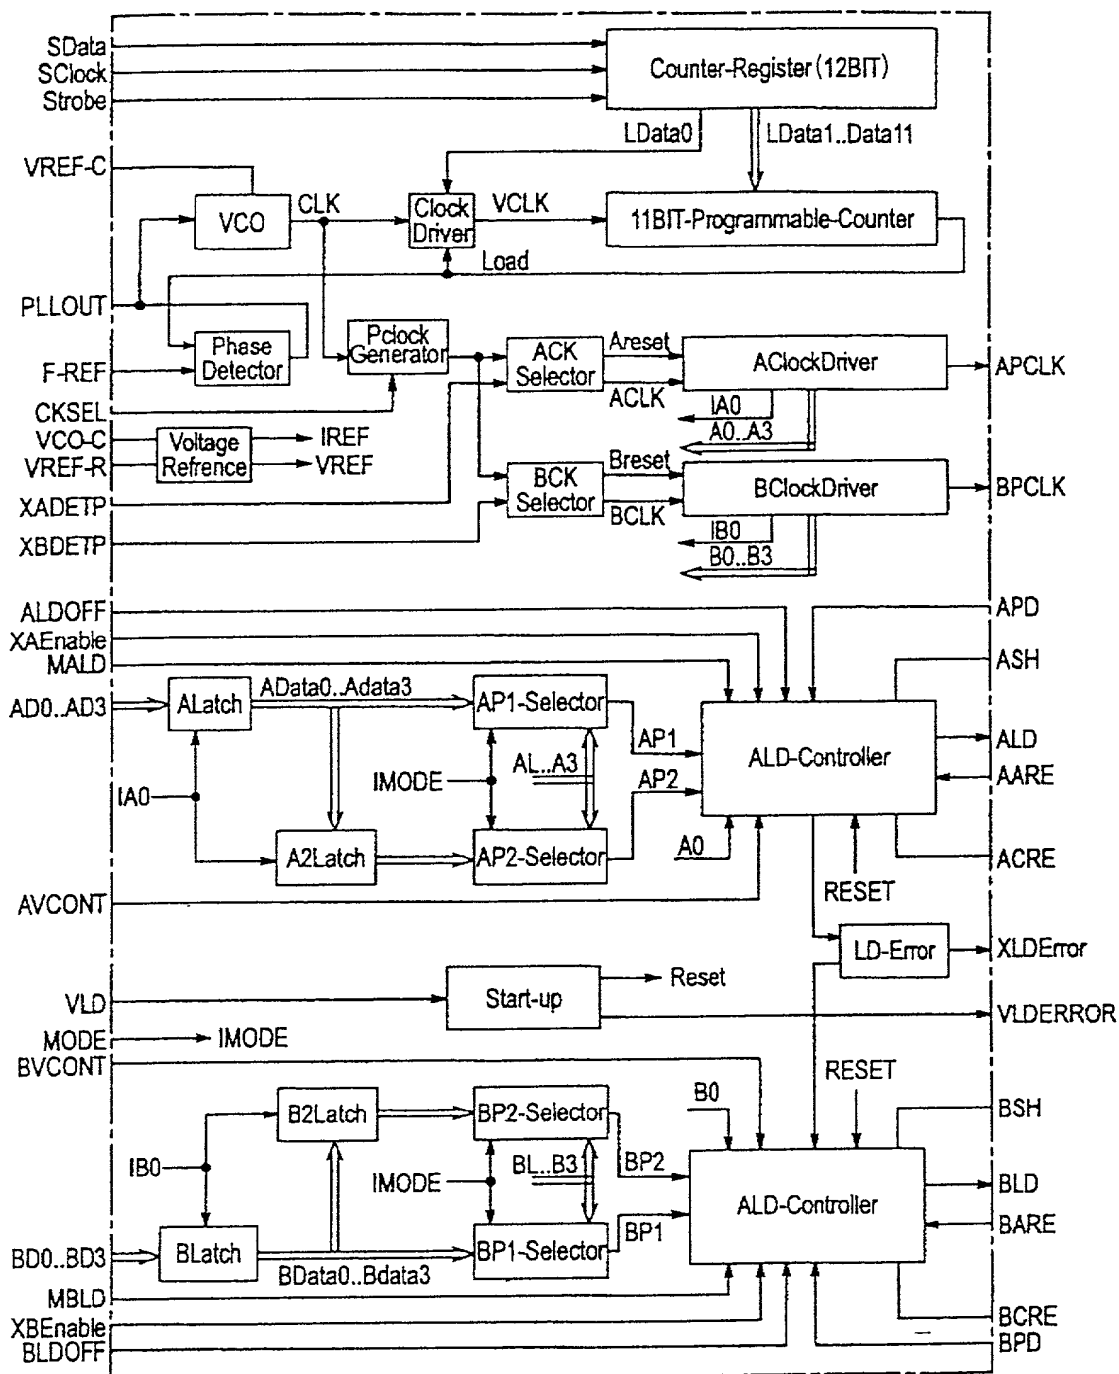 SData
SClock
Strobe
Counter-Register(12BIT)
LData0
LData1..Data11
VREF-C
VCO
CLK
Clock
Driver
VCLK
11BIT-Programmable-Counter
Load
PLLOUT
Phase
Detector
F-REF
Pclock
Generator
ACK
Selector
Areset
ACLK
AClockDriver
APCLK
IA0
A0..A3
CKSEL
VCO-C
VREF-R
Voltage
Refrence
IREF
VREF
BCK
Selector
Breset
BCLK
BClockDriver
BPCLK
IB0
B0..B3
XADETP
XBDETP
ALDOFF
XAEnable
MALD
APD
ASH
AD0..AD3
ALatch
AData0..Adata3
AP1-Selector
AP1
ALD-Controller
ALD
AARE
IA0
IMODE
AL..A3
AP2
A2Latch
AP2-Selector
A0
RESET
ACRE
AVCONT
LD-Error
XLDError
VLD
Start-up
Reset
VLDERROR
MODE
IMODE
BVCONT
RESET
B0
B2Latch
BP2-Selector
BSH
IB0
IMODE
BL..B3
BP2
ALD-Controller
BLD
BP1
BARE
BD0..BD3
BLatch
BData0..Bdata3
BP1-Selector
MBLD
XBEnable
BLDOFF
BCRE
BPD